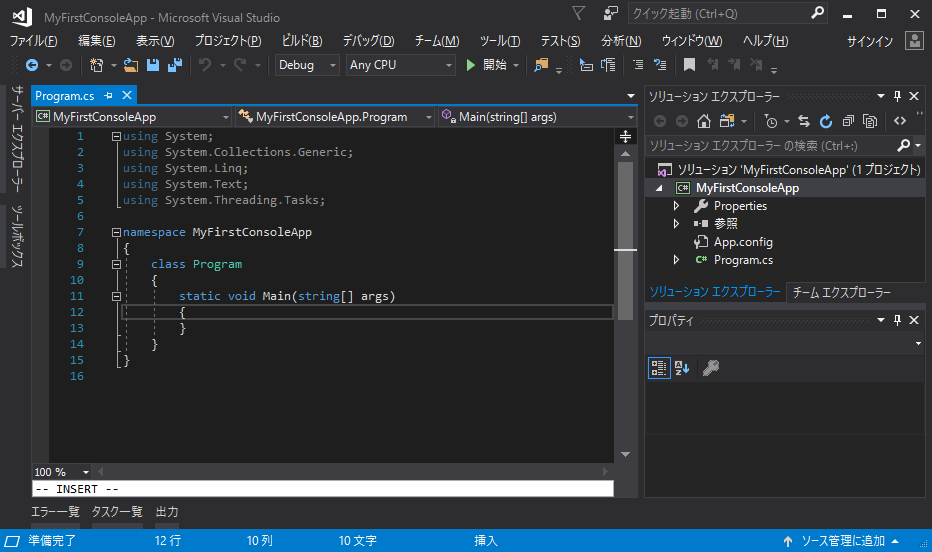 MyFirstConsoleApp - Microsoft Visual Studio
クイック起動 (Ctrl+Q)
ファイル(F) 編集(E) 表示(V) プロジェクト(P) ビルド(B) デバッグ(D) チーム(M) ツール(T) テスト(S) 分析(N) ウィンドウ(W) ヘルプ(H) サインイン
Debug Any CPU 開始
サーバー エクスプローラー
ツールボックス
Program.cs
C# MyFirstConsoleApp MyFirstConsoleApp.Program Main(string[] args)
1 using System;
2 using System.Collections.Generic;
3 using System.Linq;
4 using System.Text;
5 using System.Threading.Tasks;
6
7 namespace MyFirstConsoleApp
8 {
9 class Program
10 {
11 static void Main(string[] args)
12 {
13 }
14 }
15 }
16
100 %
-- INSERT --
ソリューション エクスプローラー
ソリューション エクスプローラー の検索 (Ctrl+:)
ソリューション 'MyFirstConsoleApp' (1 プロジェクト)
C# MyFirstConsoleApp
Properties
参照
App.config
C# Program.cs
ソリューション エクスプローラー チーム エクスプローラー
プロパティ
エラー一覧 タスク一覧 出力
準備完了 12 行 10 列 10 文字 挿入 ソース管理に追加